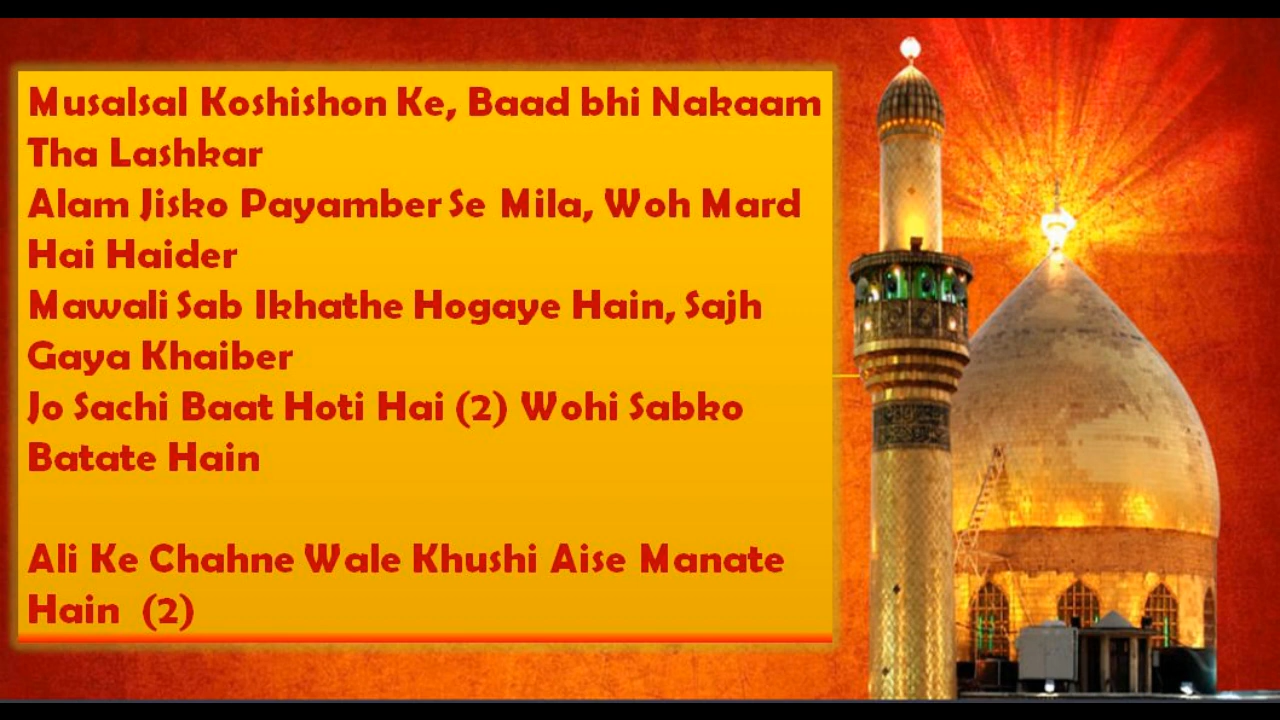 Musalsal Koshishon Ke, Baad bhi Nakaam
Tha Lashkar
Alam Jisko Payamber Se Mila, Woh Mard
Hai Haider
Mawali Sab Ikhathe Hogaye Hain, Sajh
Gaya Khaiber
Jo Sachi Baat Hoti Hai (2) Wohi Sabko
Batate Hain
Ali Ke Chahne Wale Khushi Aise Manate
Hain (2)